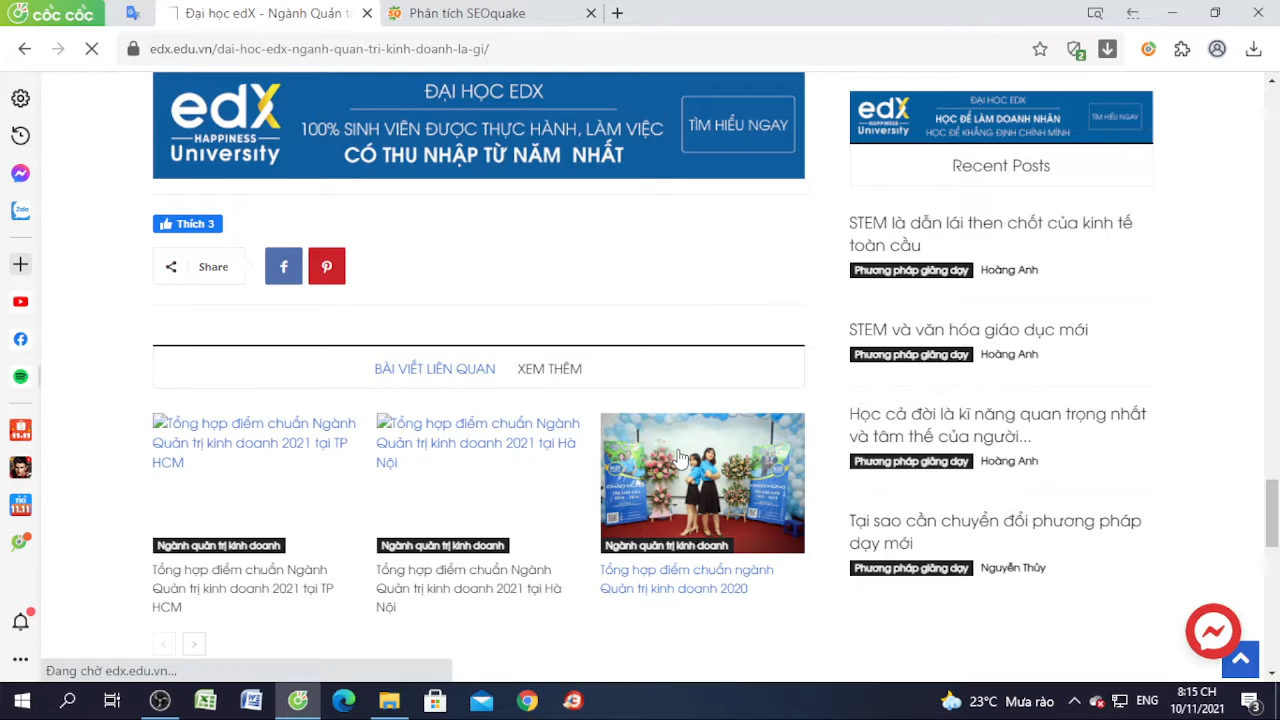 cốc cốc
Đại học edX - Ngành Quản t
Phân tích SEOquake
edx.edu.vn/dai-hoc-edx-nganh-quan-tri-kinh-doanh-la-gi/
2
edX
HAPPINESS
University
ĐẠI HỌC EDX
100% SINH VIÊN ĐƯỢC THỰC HÀNH, LÀM VIỆC
CÓ THU NHẬP TỪ NĂM NHẤT
TÌM HIỂU NGAY
Thích 3
Share
BÀI VIẾT LIÊN QUAN
XEM THÊM
Tổng hợp điểm chuẩn Ngành
Quản trị kinh doanh 2021 tại TP
HCM
Tổng hợp điểm chuẩn Ngành
Quản trị kinh doanh 2021 tại Hà
Nội
Ngành quản trị kinh doanh
Ngành quản trị kinh doanh
Ngành quản trị kinh doanh
Tổng hợp điểm chuẩn Ngành
Quản trị kinh doanh 2021 tại TP
HCM
Tổng hợp điểm chuẩn Ngành
Quản trị kinh doanh 2021 tại Hà
Nội
Tổng hợp điểm chuẩn ngành
Quản trị kinh doanh 2020
edX
HAPPINESS
University
ĐẠI HỌC EDX
HỌC ĐỂ LÀM DOANH NHÂN
HỌC ĐỂ KHẲNG ĐỊNH CHÍNH MÌNH
TÌM HIỂU NGAY
Recent Posts
STEM là dẫn lái then chốt của kinh tế
toàn cầu
Phương pháp giảng dạy Hoàng Anh
STEM và văn hóa giáo dục mới
Phương pháp giảng dạy Hoàng Anh
Học cả đời là kĩ năng quan trọng nhất
và tâm thế của người...
Phương pháp giảng dạy Hoàng Anh
Tại sao cần chuyển đổi phương pháp
dạy mới
Phương pháp giảng dạy Nguyễn Thủy
Zalo
11.11
TIKI
11.11
Đang chờ edx.edu.vn...
23°C Mưa rào
ENG
8:15 CH
10/11/2021
3